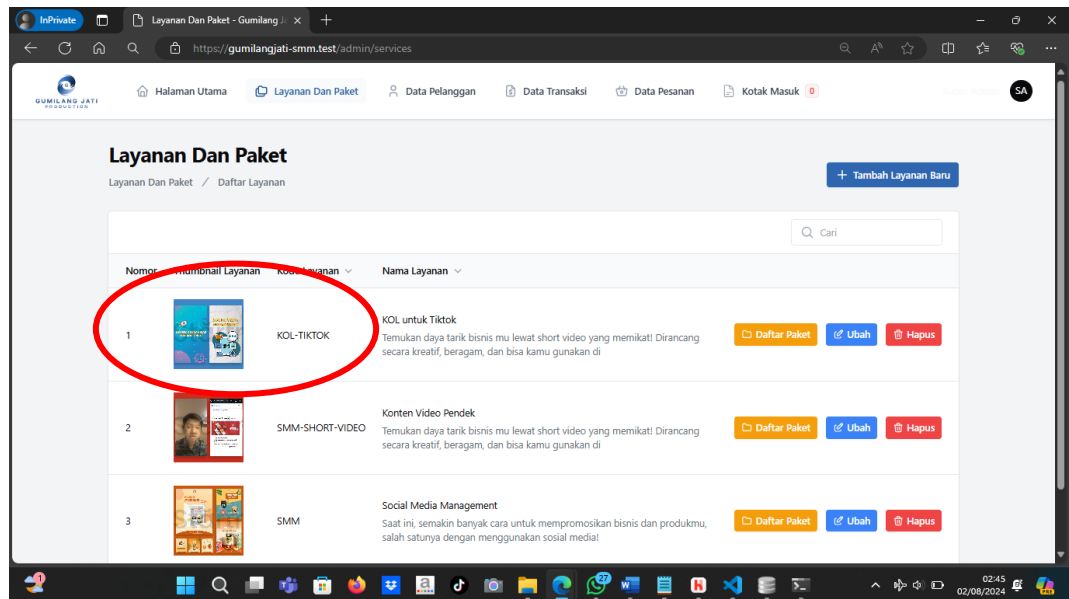 InPrivate
Layanan Dan Paket - Gumilang Ja
https://gumilangjati-smm.test/admin/services
GUMILANG JATI
PRODUCTION
Halaman Utama
Layanan Dan Paket
Data Pelanggan
Data Transaksi
Data Pesanan
Kotak Masuk 0
SA
Layanan Dan Paket
Layanan Dan Paket / Daftar Layanan
+ Tambah Layanan Baru
Cari
Nomor Thumbnail Layanan Kode Layanan Nama Layanan
1 KOL-TIKTOK
KOL untuk Tiktok
Temukan daya tarik bisnis mu lewat short video yang memikat! Dirancang
secara kreatif, beragam, dan bisa kamu gunakan di
Daftar Paket Ubah Hapus
2 SMM-SHORT-VIDEO
Konten Video Pendek
Temukan daya tarik bisnis mu lewat short video yang memikat! Dirancang
secara kreatif, beragam, dan bisa kamu gunakan di
Daftar Paket Ubah Hapus
3 SMM
Social Media Management
Saat ini, semakin banyak cara untuk mempromosikan bisnis dan produkmu,
salah satunya dengan menggunakan sosial media!
Daftar Paket Ubah Hapus
1
27
02:45
02/08/2024